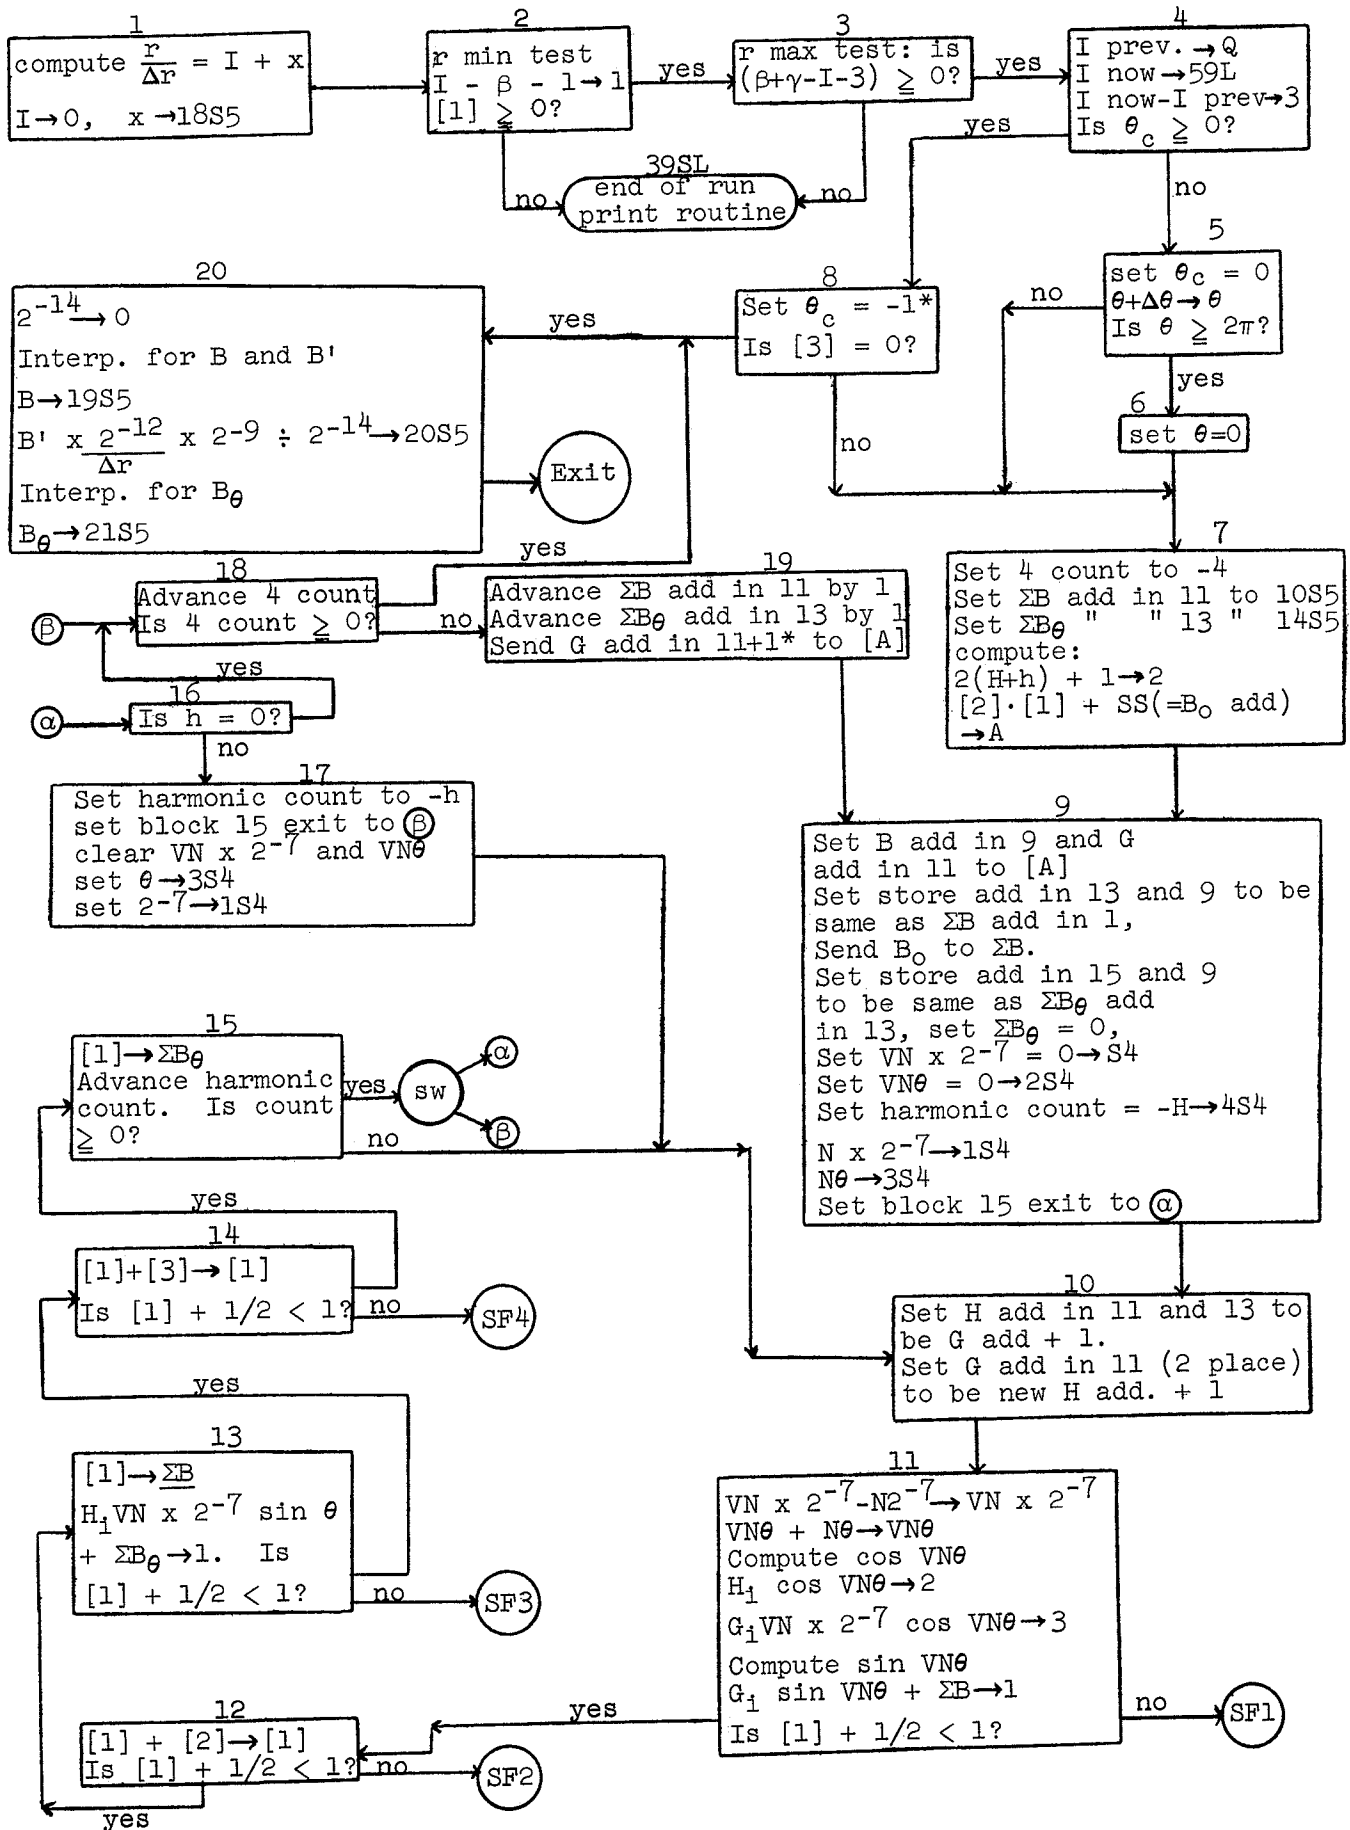 1
compute r/Δr = I + x
I→0, x→18S5
2
r min test
I - β - 1→1
[1] ≧ 0?
yes
no
3
r max test: is
(β+γ-I-3) ≧ 0?
yes
no
39SL
end of run
print routine
4
I prev.→Q
I now→59L
I now-I prev→3
Is θc ≧ 0?
yes
no
5
set θc = 0
θ+Δθ→θ
Is θ ≧ 2π?
no
yes
6
set θ=0
8
Set θc = -1*
Is [3] = 0?
yes
no
20
2^-14→0
Interp. for B and B'
B→19S5
B' x 2^-12/Δr x 2^-9 ÷ 2^-14→20S5
Interp. for Bθ
Bθ→21S5
Exit
7
Set 4 count to -4
Set ΣB add in 11 to 10S5
Set ΣBθ " " 13 " 14S5
compute:
2(H+h) + 1→2
[2]·[1] + SS(=Bo add)
→A
18
Advance 4 count
Is 4 count ≧ 0?
yes
no
β
19
Advance ΣB add in 11 by 1
Advance ΣBθ add in 13 by 1
Send G add in 11+1* to [A]
16
Is h = 0?
yes
no
α
17
Set harmonic count to -h
set block 15 exit to β
clear VN x 2^-7 and VNθ
set θ→3S4
set 2^-7→1S4
9
Set B add in 9 and G
add in 11 to [A]
Set store add in 13 and 9 to be
same as ΣB add in 1,
Send Bo to ΣB.
Set store add in 15 and 9
to be same as ΣBθ add
in 13, set ΣBθ = 0,
Set VN x 2^-7 = 0→S4
Set VNθ = 0→2S4
Set harmonic count = -H→4S4
N x 2^-7→1S4
Nθ→3S4
Set block 15 exit to α
15
[1]→ΣBθ
Advance harmonic
count. Is count
≧ 0?
yes
no
sw
α
β
14
[1]+[3]→[1]
Is [1] + 1/2 < 1?
yes
no
SF4
10
Set H add in 11 and 13 to
be G add + 1.
Set G add in 11 (2 place)
to be new H add. + 1
13
[1]→ΣB
HiVN x 2^-7 sin θ
+ ΣBθ→1. Is
[1] + 1/2 < 1?
yes
no
SF3
11
VN x 2^-7-N2^-7→VN x 2^-7
VNθ + Nθ→VNθ
Compute cos VNθ
Hi cos VNθ→2
GiVN x 2^-7 cos VNθ→3
Compute sin VNθ
Gi sin VNθ + ΣB→1
Is [1] + 1/2 < 1?
yes
no
SF1
12
[1] + [2]→[1]
Is [1] + 1/2 < 1?
no
SF2
yes